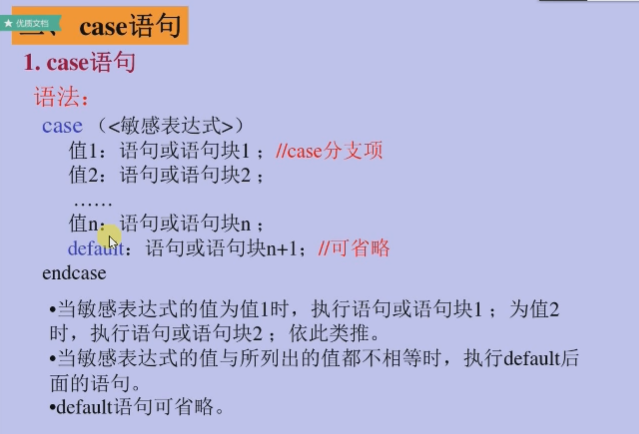 优圆文档
三、 case语句
1. case语句
语法：
case （<敏感表达式>）
值1：语句或语句块1 ；//case分支项
值2：语句或语句块2 ；
……
值n：语句或语句块n ；
default：语句或语句块n+1；//可省略
endcase
•当敏感表达式的值为值1时，执行语句或语句块1 ；为值2
时，执行语句或语句块2 ；依此类推。
•当敏感表达式的值与所列出的值都不相等时，执行default后
面的语句。
•default语句可省略。